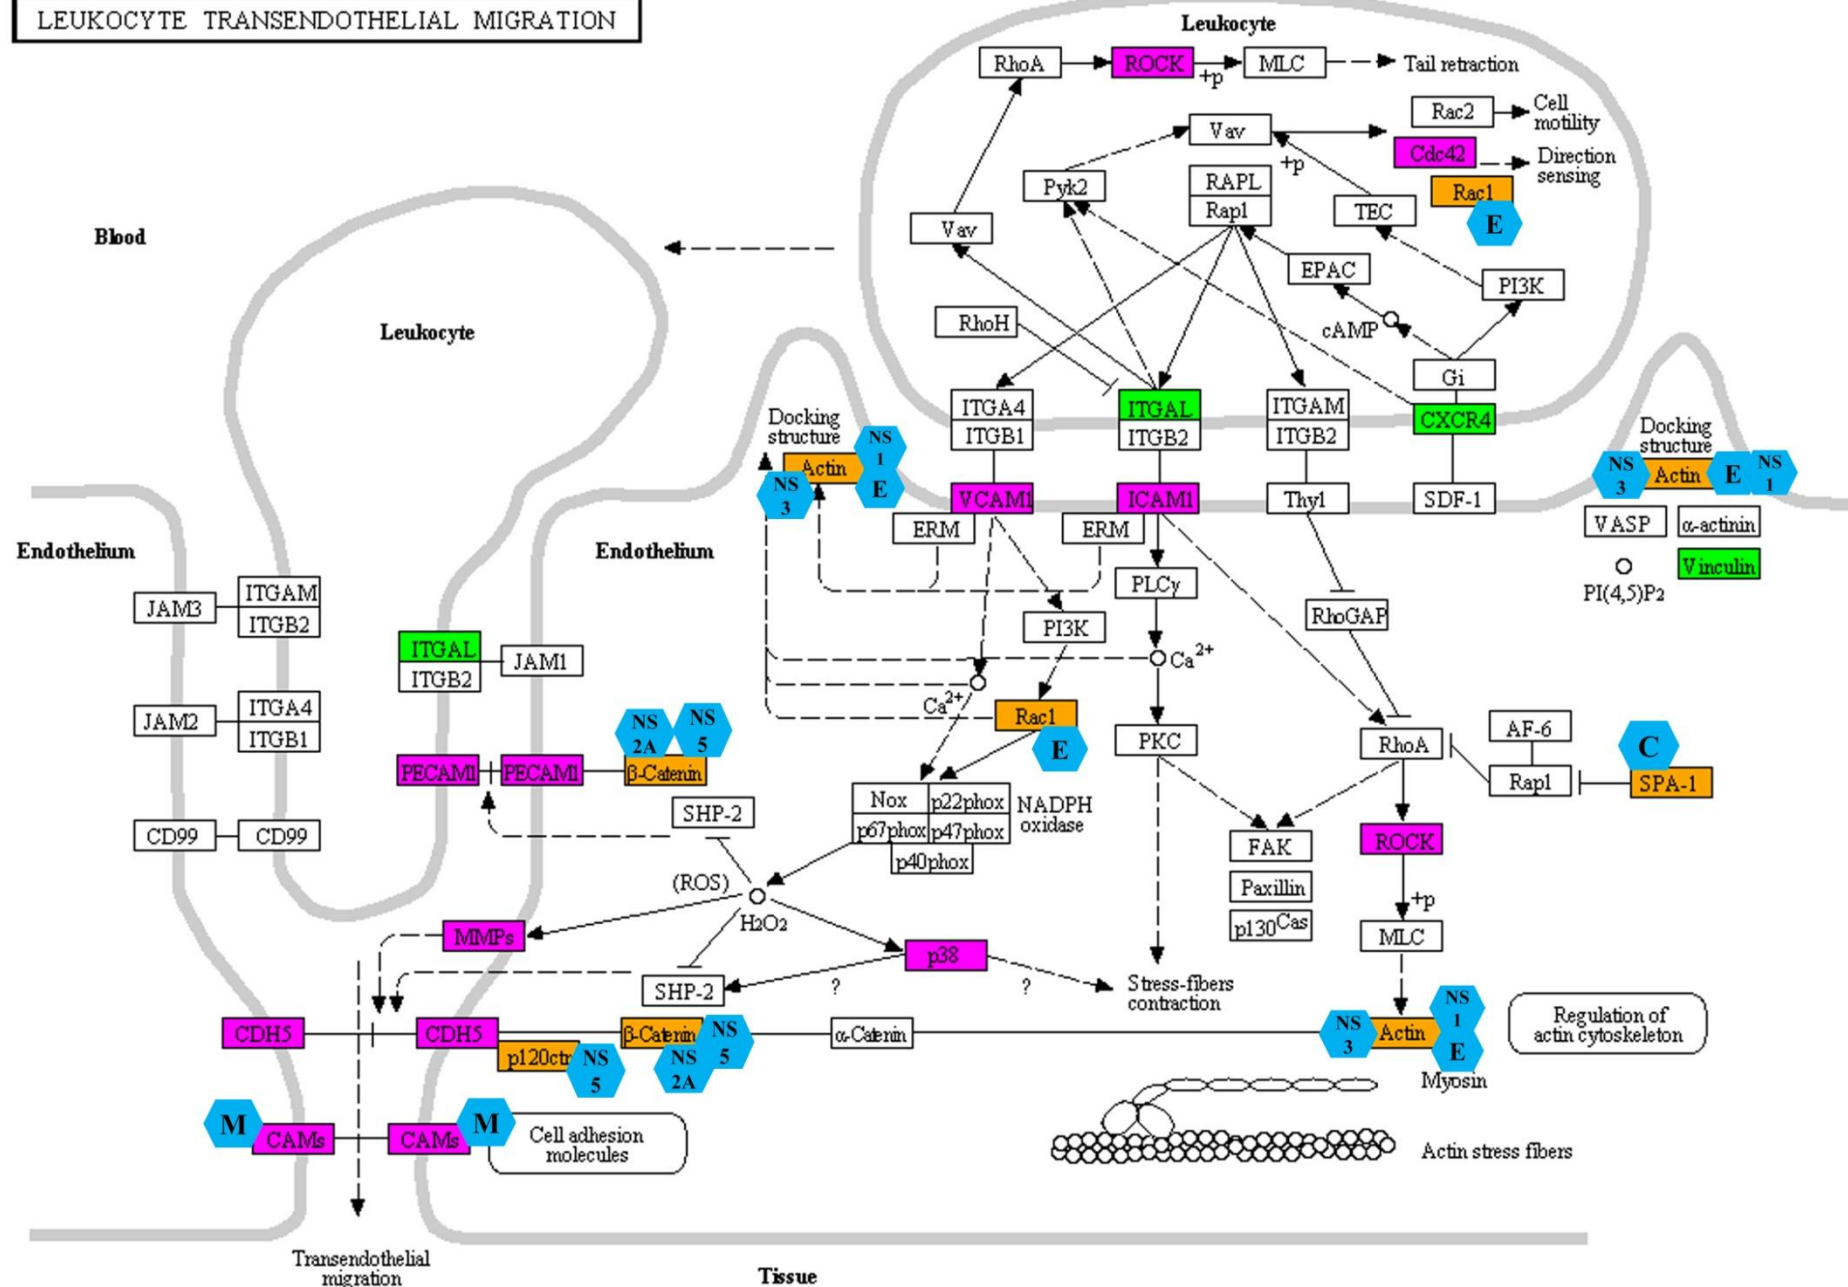 LEUKOCYTE TRANSENDOTHELIAL MIGRATION
Leukocyte
RhoA
ROCK
+p
MLC
Tail retraction
Rac2
Cell
motility
Vav
+p
Cdc42
Direction
sensing
Pyk2
RAPL
Rap1
TEC
Rac1
E
Vav
Blood
EPAC
PI3K
RhoH
cAMP
Leukocyte
Gi
ITGA4
ITGB1
ITGAL
ITGB2
ITGAM
ITGB2
CXCR4
Docking
structure
Actin
NS
1
E
NS
3
Docking
structure
NS
3
Actin
E
NS
1
VCAM1
ICAM1
Thy1
SDF-1
ERM
ERM
VASP
α-actinin
Vinculin
PI(4,5)P2
Endothelium
Endothelium
PLCγ
JAM3
ITGAM
ITGB2
PI3K
RhoGAP
ITGAL
ITGB2
JAM1
Ca2+
Ca2+
JAM2
ITGA4
ITGB1
NS
2A
NS
5
Rac1
E
PKC
RhoA
AF-6
Rap1
C
SPA-1
PECAM1
PECAM1
β-Catenin
SHP-2
Nox
p22phox
p67phox
p47phox
p40phox
NADPH
oxidase
CD99
CD99
FAK
Paxillin
p130Cas
ROCK
+p
MLC
(ROS)
H2O2
MMPs
p38
SHP-2
?
?
Stress-fibers
contraction
CDH5
CDH5
β-Catenin
NS
5
NS
2A
p120ctn
NS
5
α-Catenin
NS
3
Actin
NS
1
E
Myosin
Regulation of
actin cytoskeleton
M
CAMs
CAMs
M
Cell adhesion
molecules
Actin stress fibers
Transendothelial
migration
Tissue